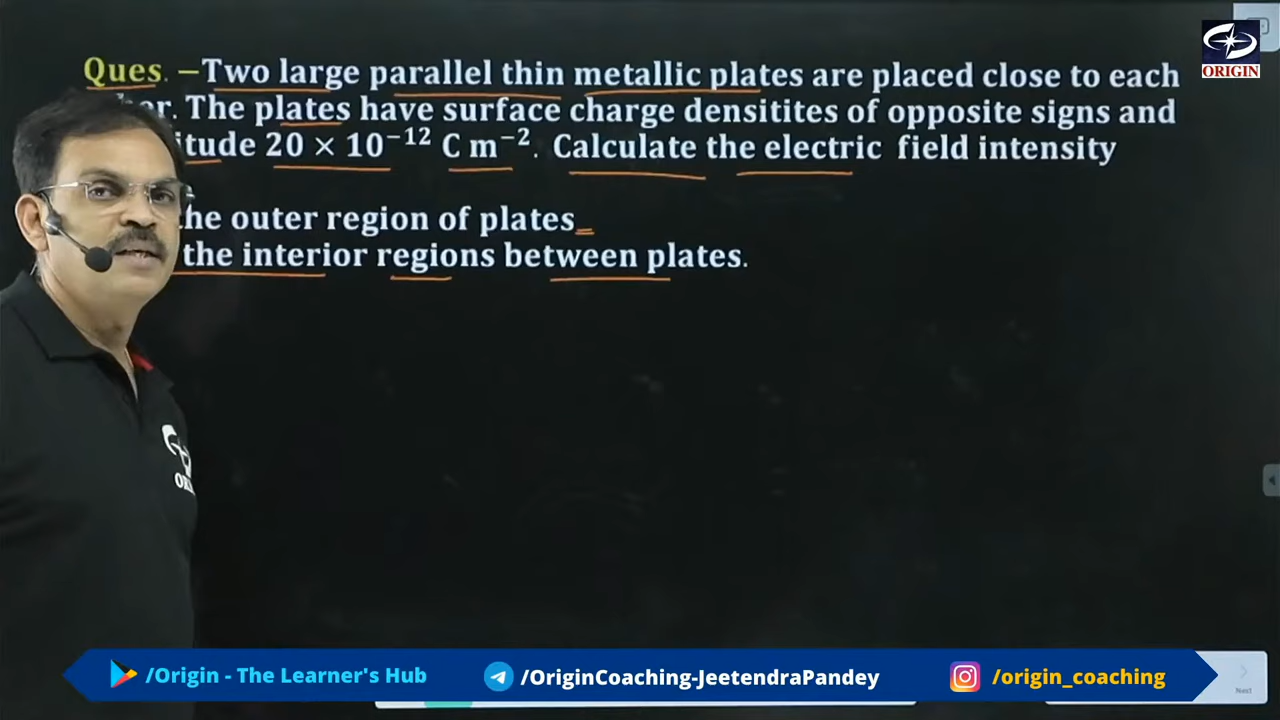 ORIGIN
Ques. – Two large parallel thin metallic plates are placed close to each
The plates have surface charge densitites of opposite signs and
20 × 10⁻¹² C m⁻². Calculate the electric field intensity
the outer region of plates
the interior regions between plates.
/Origin - The Learner's Hub
/OriginCoaching-JeetendraPandey
/origin_coaching
Next